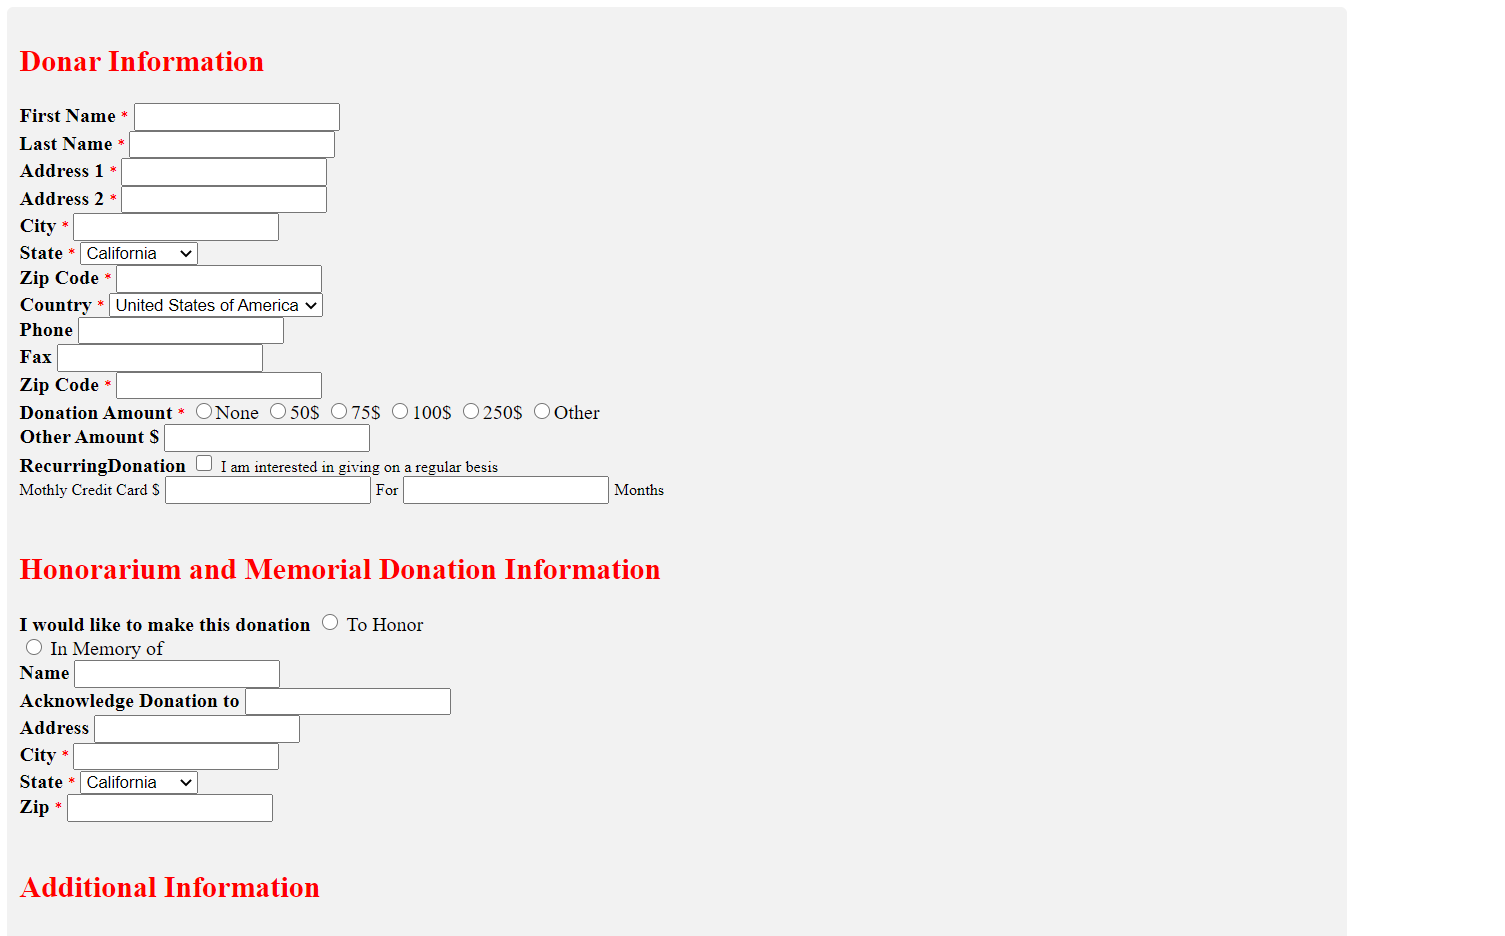 Donar Information
First Name *
Last Name *
Address 1 *
Address 2 *
City *
State * California
Zip Code *
Country * United States of America
Phone
Fax
Zip Code *
Donation Amount * None 50$ 75$ 100$ 250$ Other
Other Amount $
RecurringDonation I am interested in giving on a regular besis
Mothly Credit Card $ For Months
Honorarium and Memorial Donation Information
I would like to make this donation To Honor
In Memory of
Name
Acknowledge Donation to
Address
City *
State * California
Zip *
Additional Information